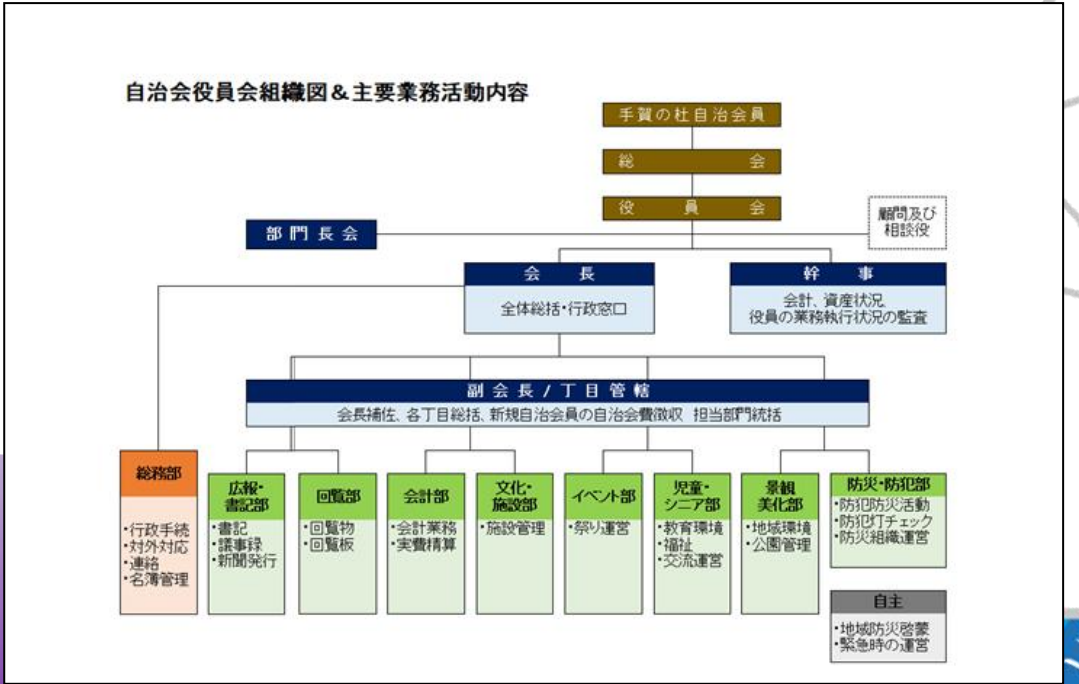 自治会役員会組織図&主要業務活動内容
手賀の杜自治会員
総 会
役 員 会
顧問及び
相談役
部門長会
会 長
全体総括・行政窓口
幹 事
会計、資産状況
役員の業務執行状況の監査
副会長/丁目管轄
会長補佐、各丁目総括、新規自治会員の自治会費徴収 担当部門統括
総務部
・行政手続
・対外対応
・連絡
・名簿管理
広報・
書記部
・書記
・議事録
・新聞発行
回覧部
・回覧物
・回覧板
会計部
・会計業務
・実費精算
文化・
施設部
・施設管理
イベント部
・祭り運営
児童・
シニア部
・教育環境
・福祉
・交流運営
景観
美化部
・地域環境
・公園管理
防災・防犯部
・防犯防災活動
・防犯灯チェック
・防災組織運営
自主
・地域防災啓蒙
・緊急時の運営